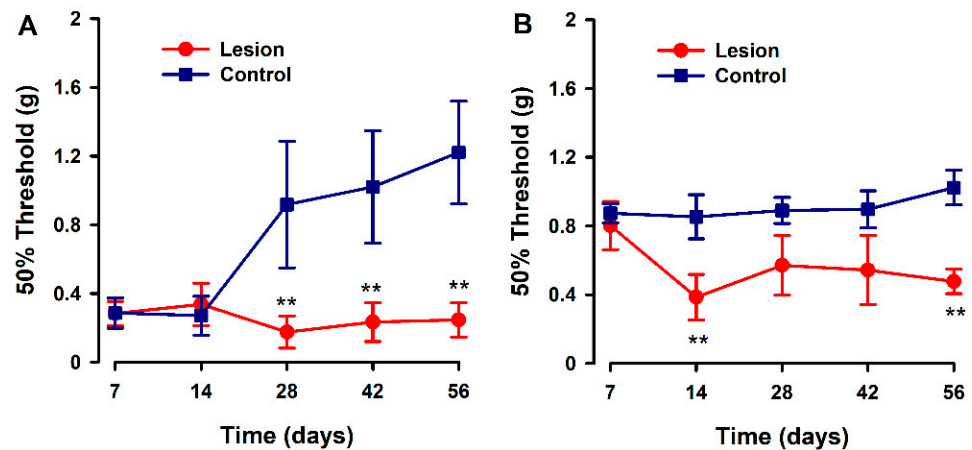 A
Lesion
Control
50% Threshold (g)
2
1.6
1.2
0.8
0.4
0
**
**
**
7
14
28
42
56
Time (days)
B
Lesion
Control
50% Threshold (g)
2
1.6
1.2
0.8
0.4
0
**
**
7
14
28
42
56
Time (days)